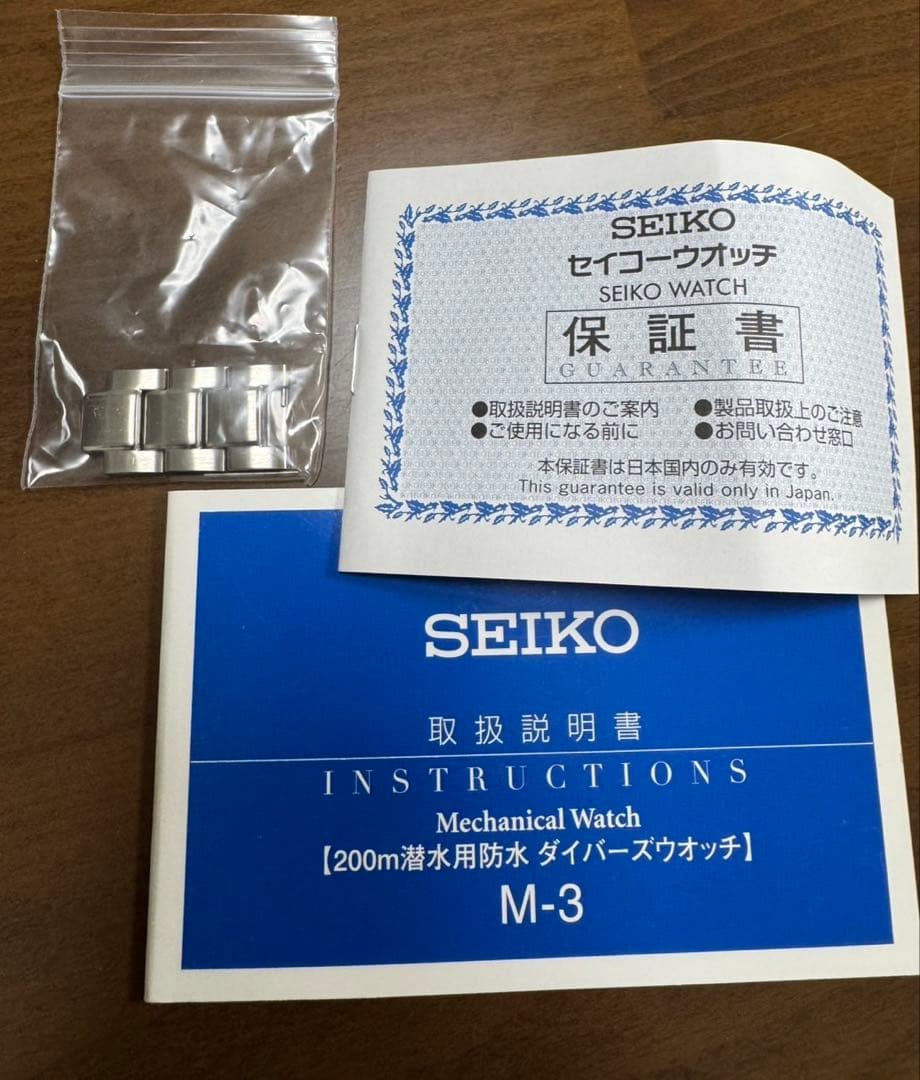 SEIKO
セイコーウオッチ
SEIKO WATCH
保証書
GUARANTEE
●取扱説明書のご案内 ●製品取扱上のご注意
●ご使用になる前に ●お問い合わせ窓口
本保証書は日本国内のみ有効です。
This guarantee is valid only in Japan.
SEIKO
取扱説明書
INSTRUCTIONS
Mechanical Watch
【200m潜水用防水 ダイバーズウオッチ】
M-3